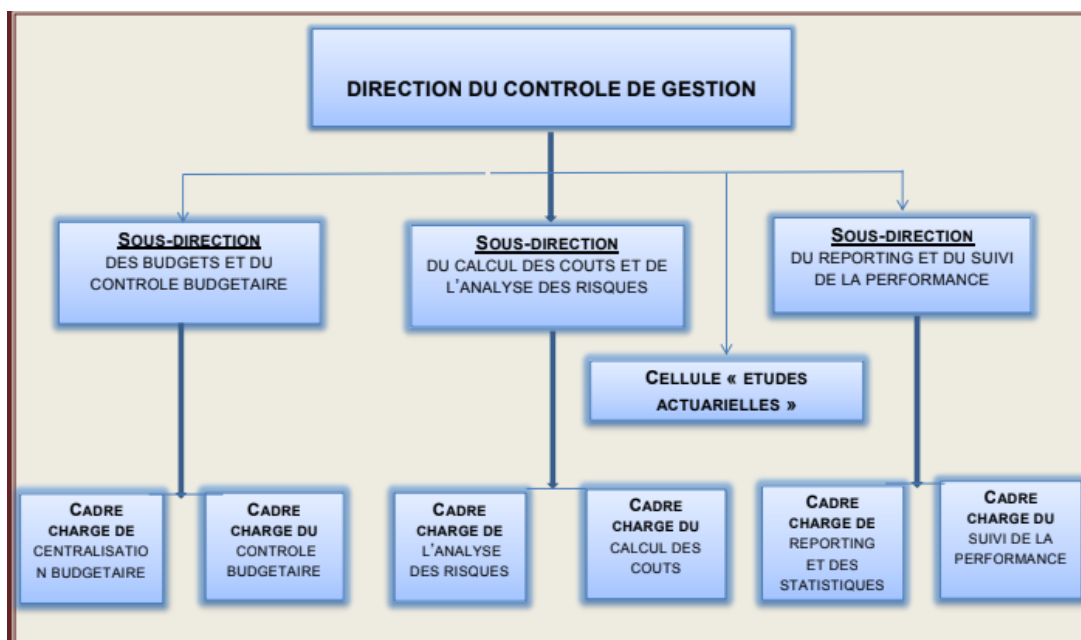 DIRECTION DU CONTROLE DE GESTION
SOUS-DIRECTION
DES BUDGETS ET DU
CONTROLE BUDGETAIRE
SOUS-DIRECTION
DU CALCUL DES COUTS ET DE
L'ANALYSE DES RISQUES
SOUS-DIRECTION
DU REPORTING ET DU SUIVI
DE LA PERFORMANCE
CELLULE « ETUDES
ACTUARIELLES »
CADRE
CHARGE DE
CENTRALISATIO
N BUDGETAIRE
CADRE
CHARGE DU
CONTROLE
BUDGETAIRE
CADRE
CHARGE DE
L'ANALYSE
DES RISQUES
CADRE
CHARGE DU
CALCUL DES
COUTS
CADRE
CHARGE DE
REPORTING
ET DES
STATISTIQUES
CADRE
CHARGE DU
SUIVI DE LA
PERFORMANCE